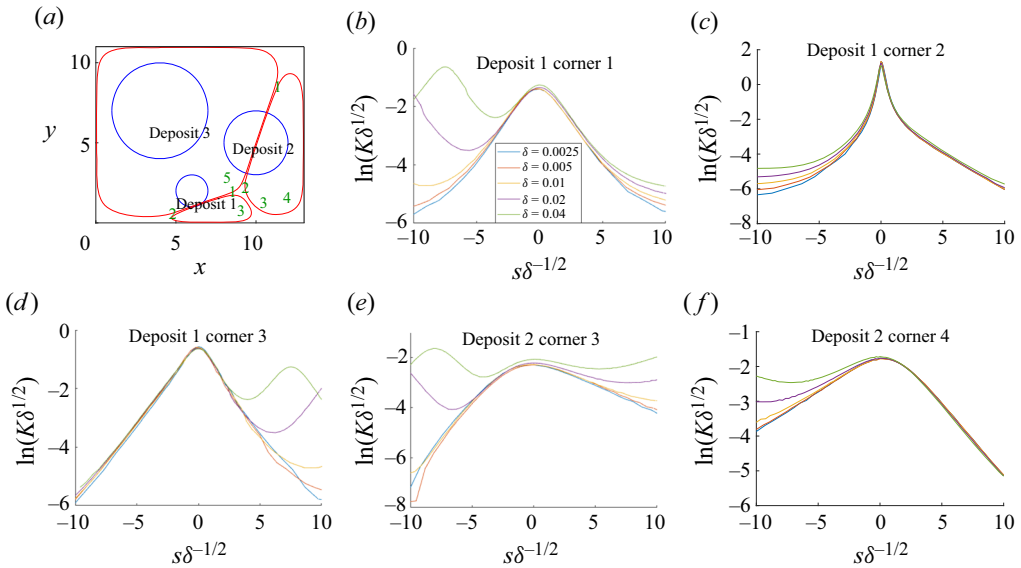 (a)
10
y
5
0
5
10
x
Deposit 3
Deposit 2
Deposit 1
1
5
1
2
3
4
2
3
(b)
Deposit 1 corner 1
ln(Kδ^{1/2})
0
−2
−4
−6
−10
−5
0
5
10
sδ^{−1/2}
δ = 0.0025
δ = 0.005
δ = 0.01
δ = 0.02
δ = 0.04
(c)
Deposit 1 corner 2
ln(Kδ^{1/2})
2
0
−2
−4
−6
−8
−10
−5
0
5
10
sδ^{−1/2}
(d)
Deposit 1 corner 3
ln(Kδ^{1/2})
0
−2
−4
−6
−10
−5
0
5
10
sδ^{−1/2}
(e)
Deposit 2 corner 3
ln(Kδ^{1/2})
−2
−4
−6
−8
−10
−5
0
5
10
sδ^{−1/2}
(f)
Deposit 2 corner 4
ln(Kδ^{1/2})
−1
−2
−3
−4
−5
−6
−10
−5
0
5
10
sδ^{−1/2}